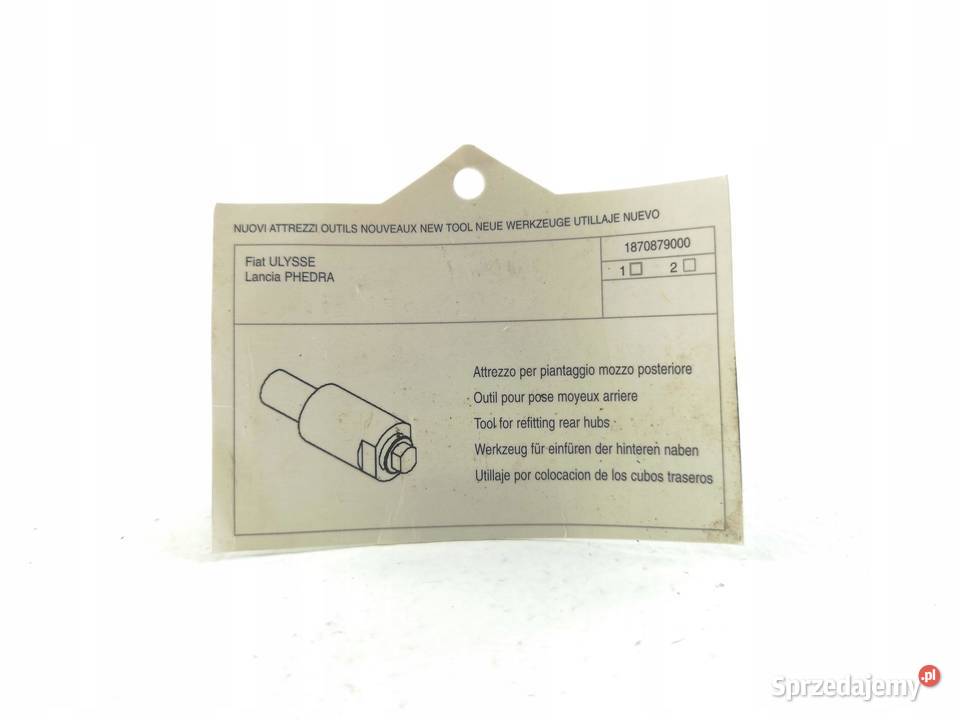 NUOVI ATTREZZI OUTILS NOUVEAUX NEW TOOL NEUE WERKZEUGE UTILLAJE NUEVO
Fiat ULYSSE
Lancia PHEDRA
1870879000
1 2
Attrezzo per piantaggio mozzo posteriore
Outil pour pose moyeux arriere
Tool for refitting rear hubs
Werkzeug für einfüren der hinteren naben
Utillaje por colocacion de los cubos traseros
Sprzedajemy.pl